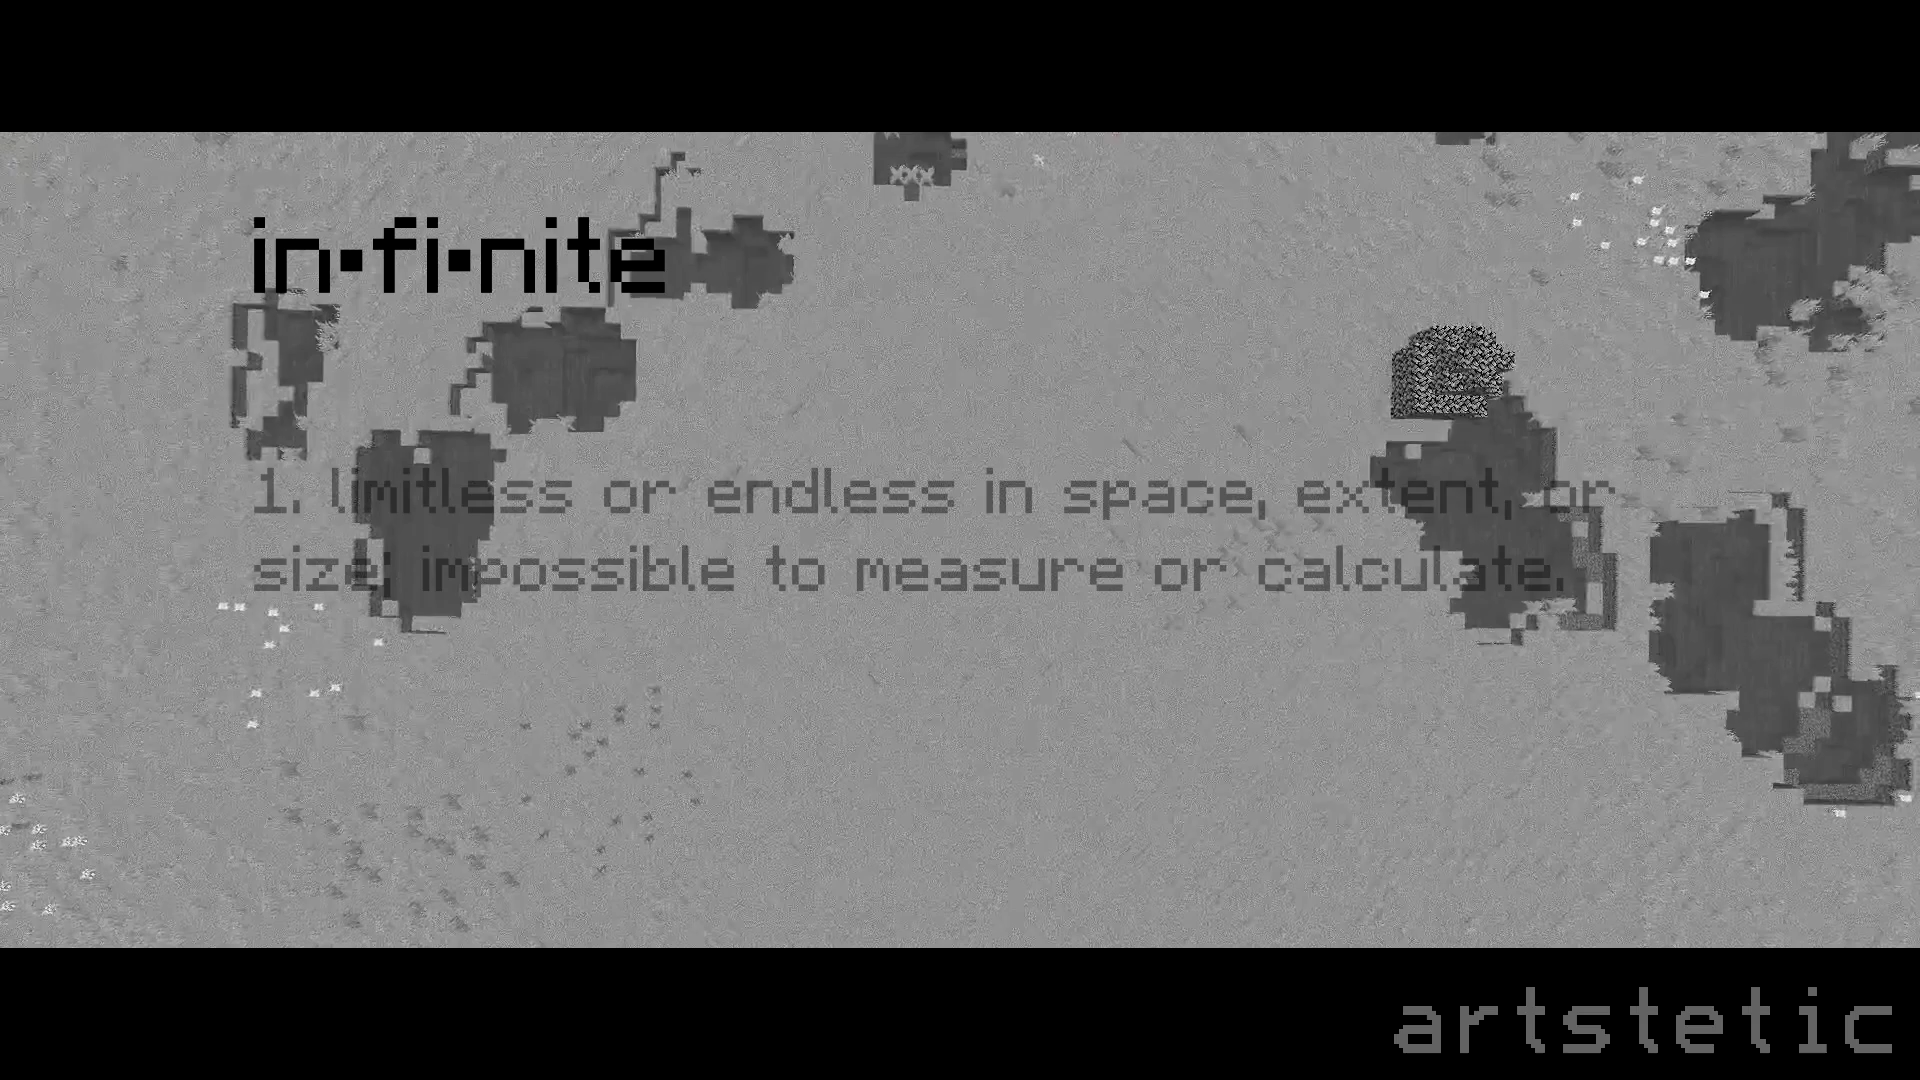 in•fi•nite
1. limitless or endless in space, extent, or
size; impossible to measure or calculate.
artstetic